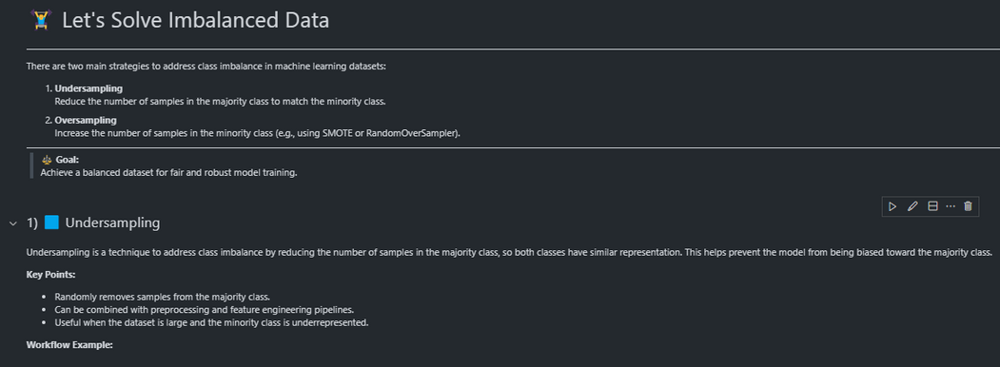 🏋️ Let's Solve Imbalanced Data
There are two main strategies to address class imbalance in machine learning datasets:
1. Undersampling
Reduce the number of samples in the majority class to match the minority class.
2. Oversampling
Increase the number of samples in the minority class (e.g., using SMOTE or RandomOverSampler).
⚖️ Goal:
Achieve a balanced dataset for fair and robust model training.
1) 🟦 Undersampling
Undersampling is a technique to address class imbalance by reducing the number of samples in the majority class, so both classes have similar representation. This helps prevent the model from being biased toward the majority class.
Key Points:
• Randomly removes samples from the majority class.
• Can be combined with preprocessing and feature engineering pipelines.
• Useful when the dataset is large and the minority class is underrepresented.
Workflow Example: